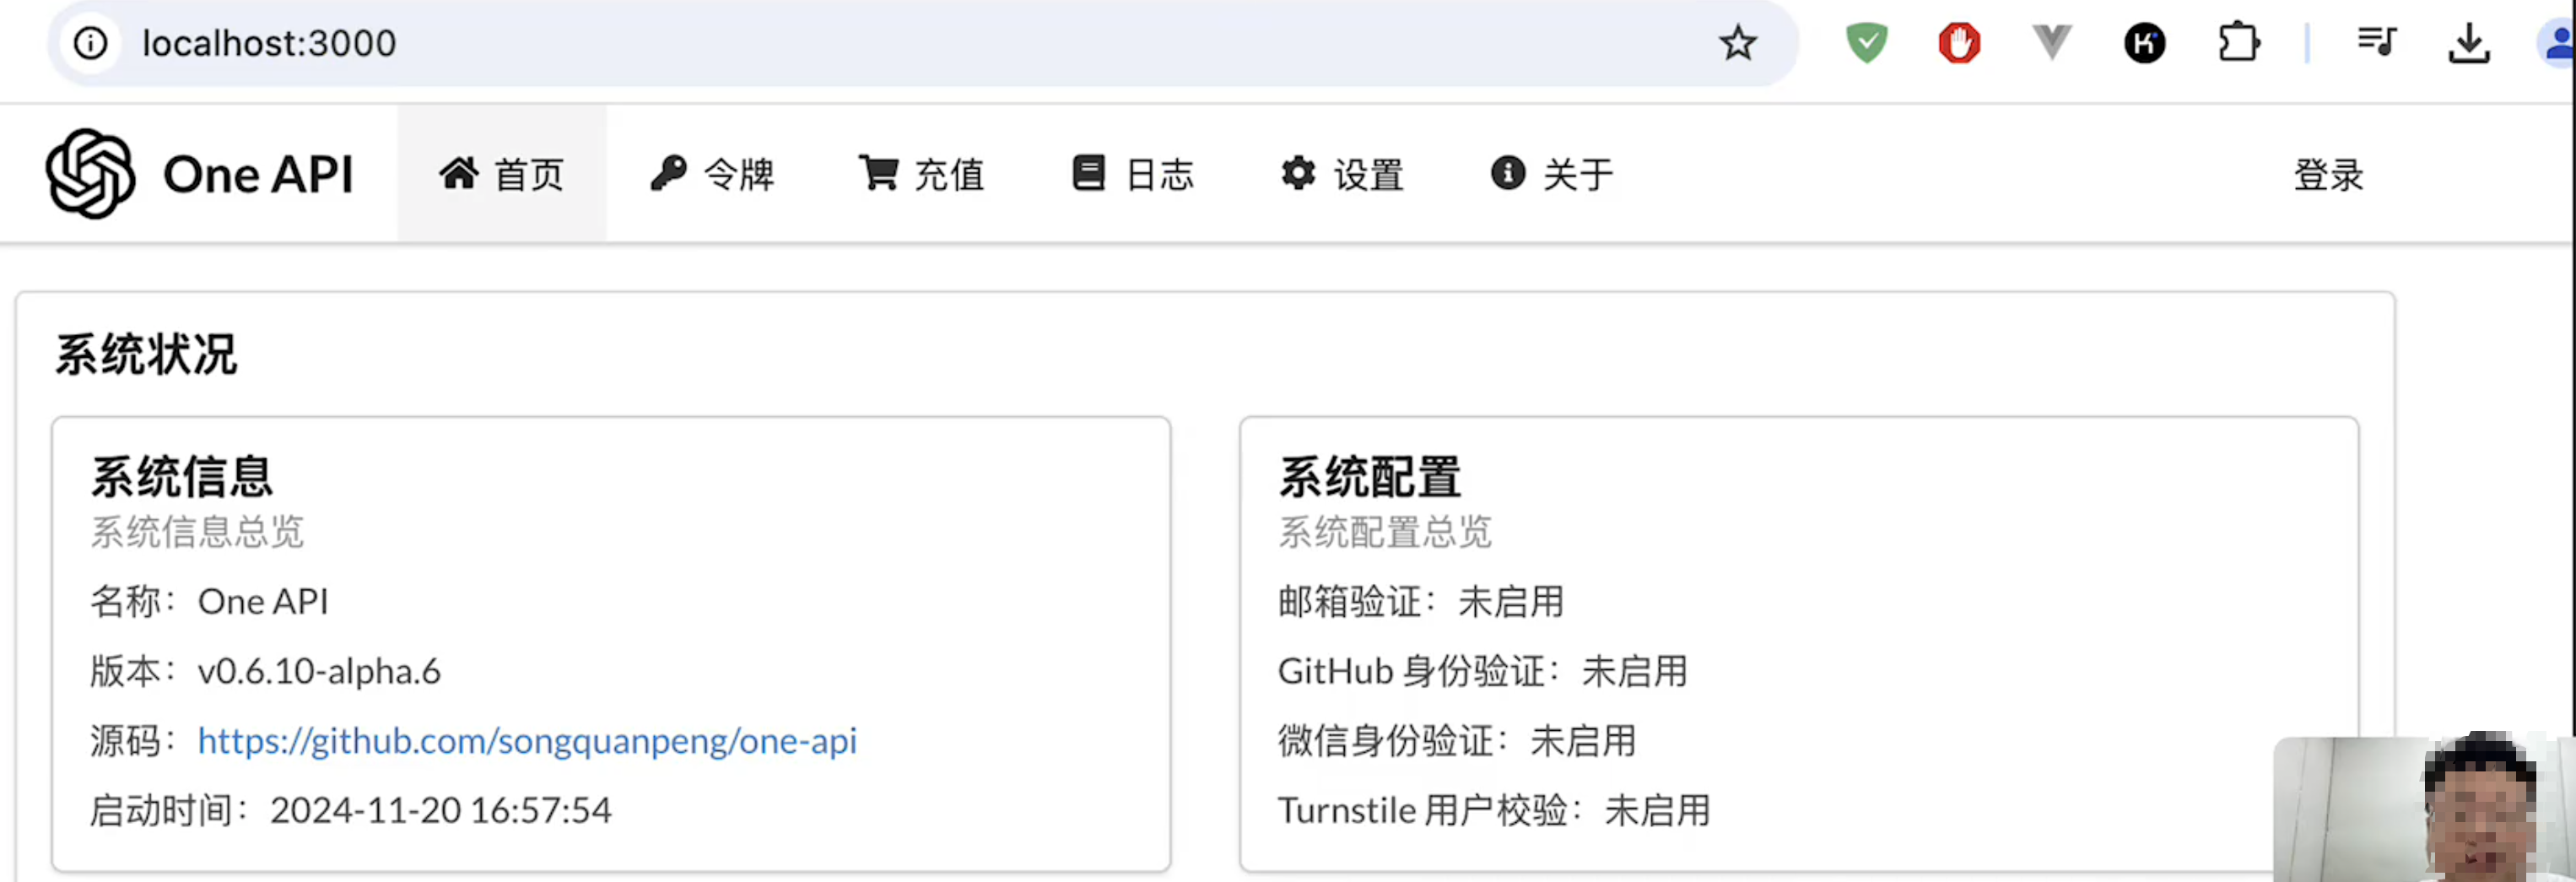 localhost:3000
One API 首页 令牌 充值 日志 设置 关于 登录
系统状况
系统信息
系统信息总览
名称：One API
版本：v0.6.10-alpha.6
源码：https://github.com/songquanpeng/one-api
启动时间：2024-11-20 16:57:54
系统配置
系统配置总览
邮箱验证：未启用
GitHub 身份验证：未启用
微信身份验证：未启用
Turnstile 用户校验：未启用